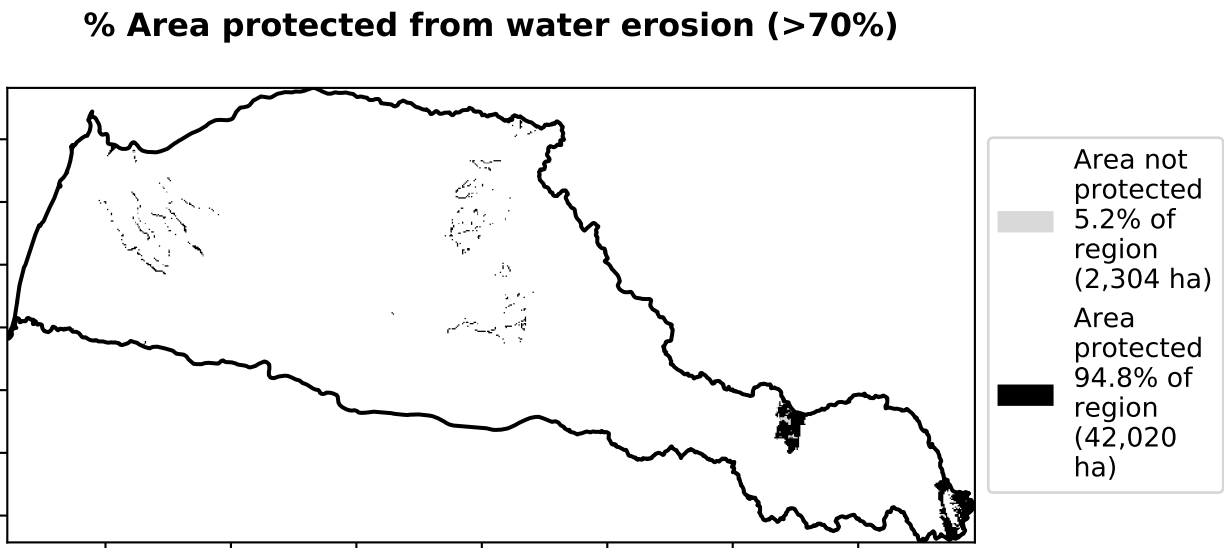 % Area protected from water erosion (>70%)
Area not
protected
5.2% of
region
(2,304 ha)
Area
protected
94.8% of
region
(42,020
ha)